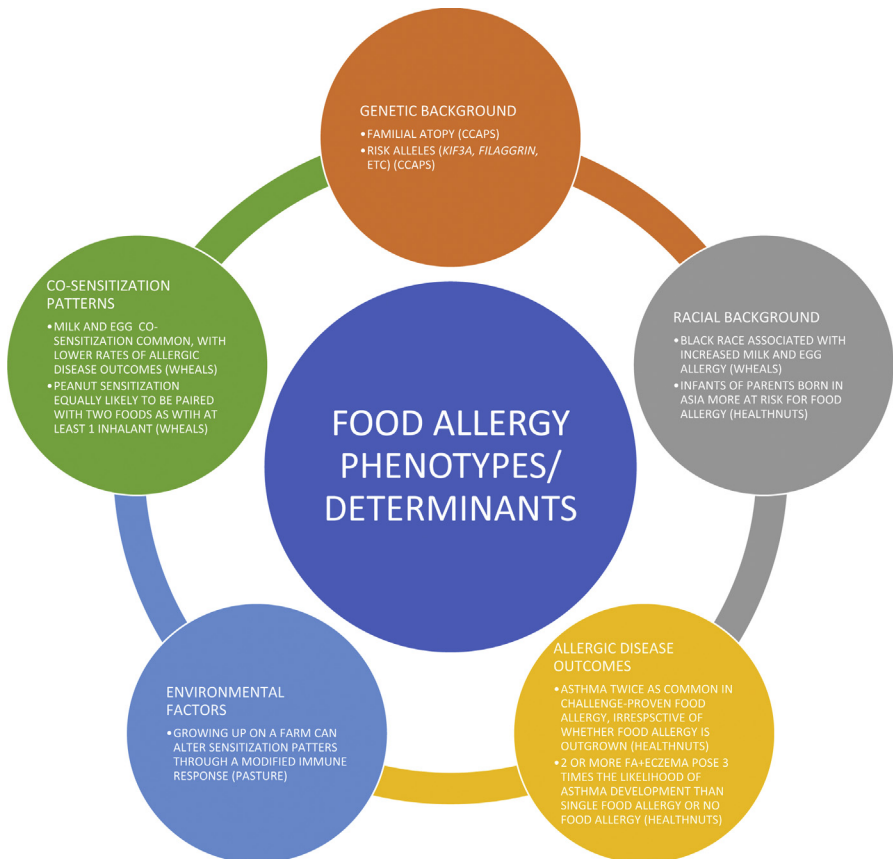 GENETIC BACKGROUND
•FAMILIAL ATOPY (CCAPS)
•RISK ALLELES (KIF3A, FILAGGRIN,
ETC) (CCAPS)
CO-SENSITIZATION
PATTERNS
•MILK AND EGG CO-
SENSITIZATION COMMON, WITH
LOWER RATES OF ALLERGIC
DISEASE OUTCOMES (WHEALS)
•PEANUT SENSITIZATION
EQUALLY LIKELY TO BE PAIRED
WITH TWO FOODS AS WTIH AT
LEAST 1 INHALANT (WHEALS)
RACIAL BACKGROUND
•BLACK RACE ASSOCIATED WITH
INCREASED MILK AND EGG
ALLERGY (WHEALS)
•INFANTS OF PARENTS BORN IN
ASIA MORE AT RISK FOR FOOD
ALLERGY (HEALTHNUTS)
FOOD ALLERGY
PHENOTYPES/
DETERMINANTS
ENVIRONMENTAL
FACTORS
•GROWING UP ON A FARM CAN
ALTER SENSITIZATION PATTERS
THROUGH A MODIFIED IMMUNE
RESPONSE (PASTURE)
ALLERGIC DISEASE
OUTCOMES
•ASTHMA TWICE AS COMMON IN
CHALLENGE-PROVEN FOOD
ALLERGY, IRRESPSCTIVE OF
WHETHER FOOD ALLERGY IS
OUTGROWN (HEALTHNUTS)
•2 OR MORE FA+ECZEMA POSE 3
TIMES THE LIKELIHOOD OF
ASTHMA DEVELOPMENT THAN
SINGLE FOOD ALLERGY OR NO
FOOD ALLERGY (HEALTHNUTS)